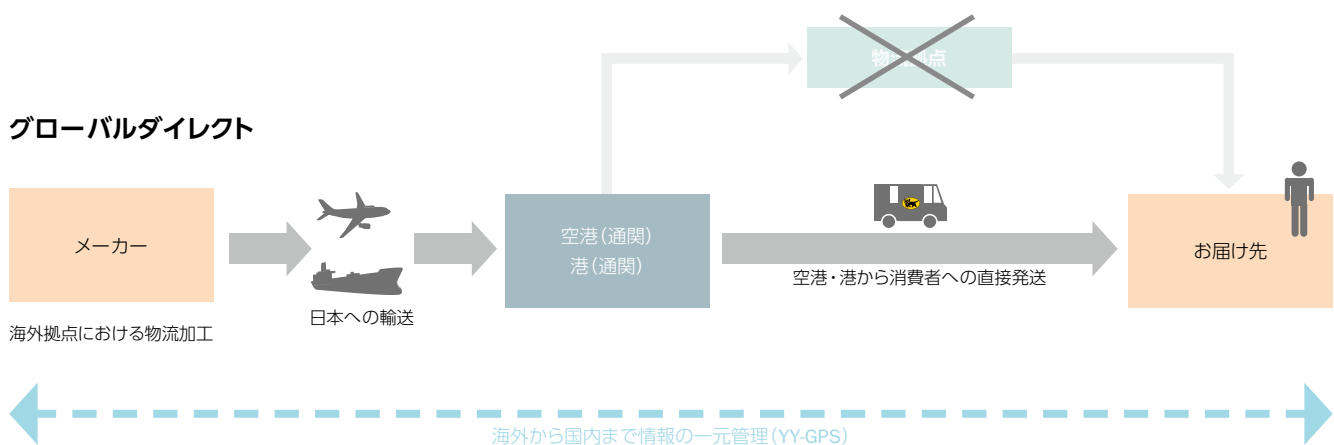 物流拠点
グローバルダイレクト
メーカー
空港(通関)
港(通関)
お届け先
空港・港から消費者への直接発送
日本への輸送
海外拠点における物流加工
海外から国内まで情報の一元管理(YY-GPS)